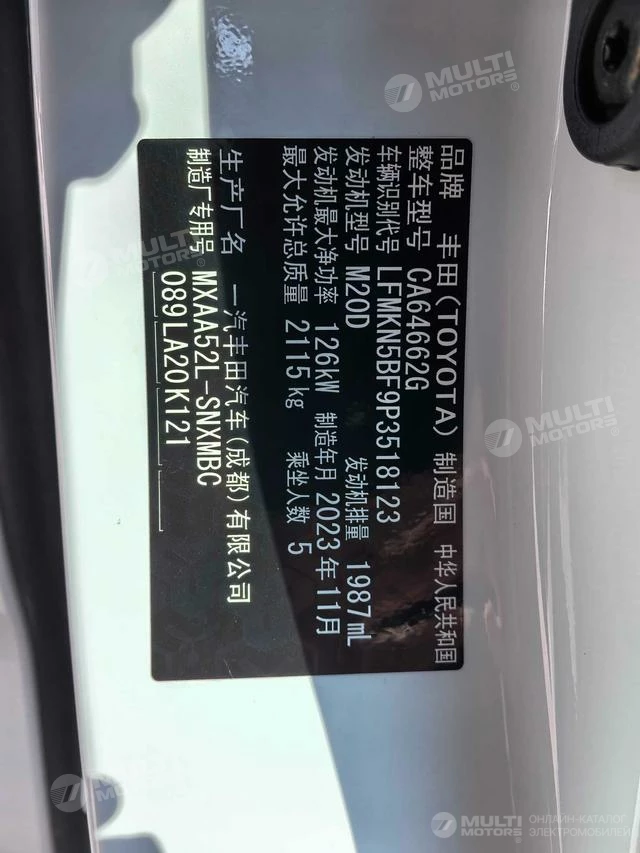 品牌 丰田(TOYOTA) 制造国 中华人民共和国
整车型号 CA64662G
车辆识别代号 LFMKN5BF9P3518123
发动机型号 M20D 发动机排量 1987mL
发动机最大净功率 126kW 制造年月 2023年11月
最大允许总质量 2115kg 乘坐人数 5
生产厂名 一汽丰田汽车(成都)有限公司
制造厂专用号 MXAA52L-SNXMBC
089LA20K121
MULTI MOTORS®
MULTI MOTORS
MULTI MOTORS
MULTI MOTORS
MULTI MOTORS ОНЛАЙН-КАТАЛОГ
ЭЛЕКТРОМОБИЛЕЙ